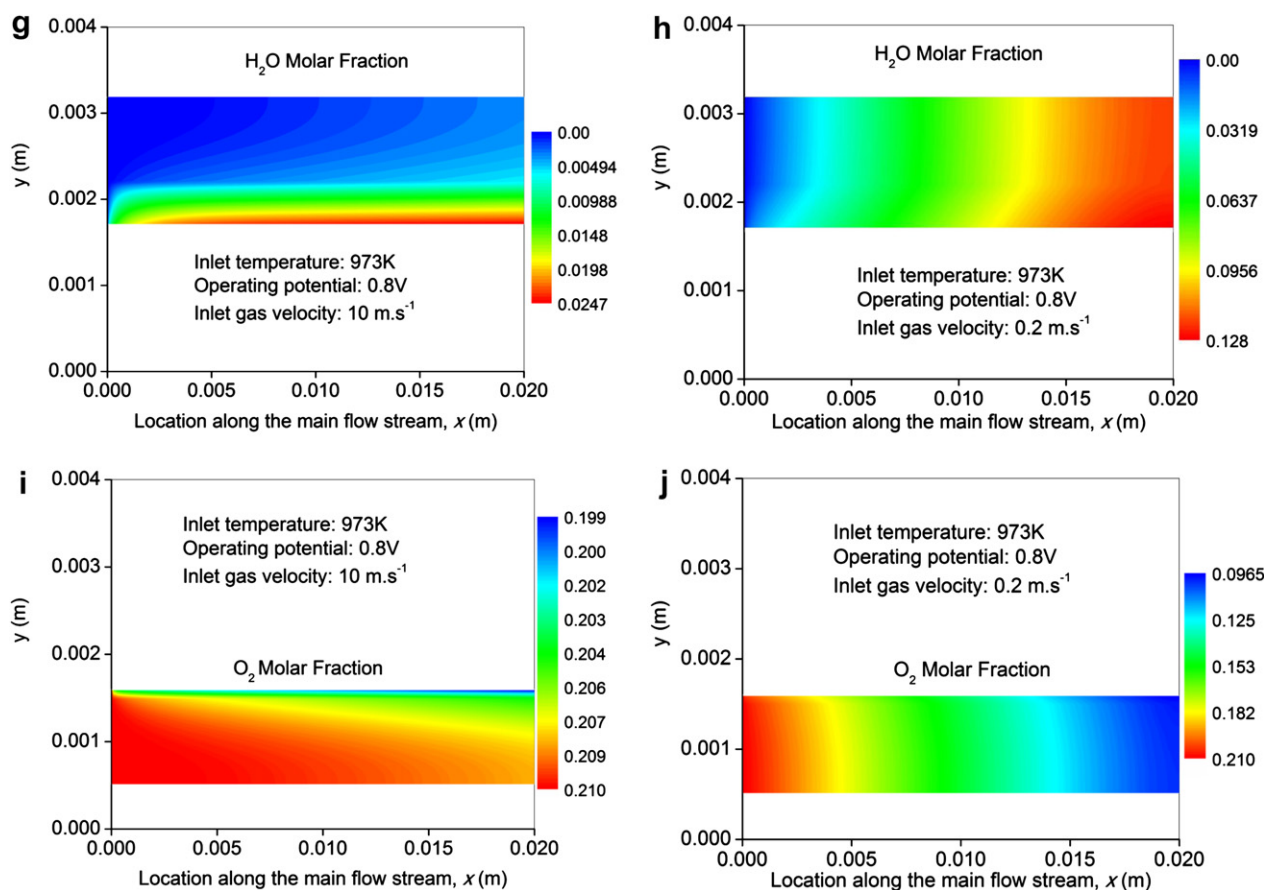 g
0.004
0.003
0.002
0.001
0.000
y (m)
H2O Molar Fraction
Inlet temperature: 973K
Operating potential: 0.8V
Inlet gas velocity: 10 m.s-1
0.000 0.005 0.010 0.015 0.020
Location along the main flow stream, x (m)
0.00
0.00494
0.00988
0.0148
0.0198
0.0247
h
0.004
0.003
0.002
0.001
0.000
y (m)
H2O Molar Fraction
Inlet temperature: 973K
Operating potential: 0.8V
Inlet gas velocity: 0.2 m.s-1
0.000 0.005 0.010 0.015 0.020
Location along the main flow stream, x (m)
0.00
0.0319
0.0637
0.0956
0.128
i
0.004
0.003
0.002
0.001
0.000
y (m)
Inlet temperature: 973K
Operating potential: 0.8V
Inlet gas velocity: 10 m.s-1
O2 Molar Fraction
0.000 0.005 0.010 0.015 0.020
Location along the main flow stream, x (m)
0.199
0.200
0.202
0.203
0.204
0.206
0.207
0.209
0.210
j
0.004
0.003
0.002
0.001
0.000
y (m)
Inlet temperature: 973K
Operating potential: 0.8V
Inlet gas velocity: 0.2 m.s-1
O2 Molar Fraction
0.000 0.005 0.010 0.015 0.020
Location along the main flow stream, x (m)
0.0965
0.125
0.153
0.182
0.210